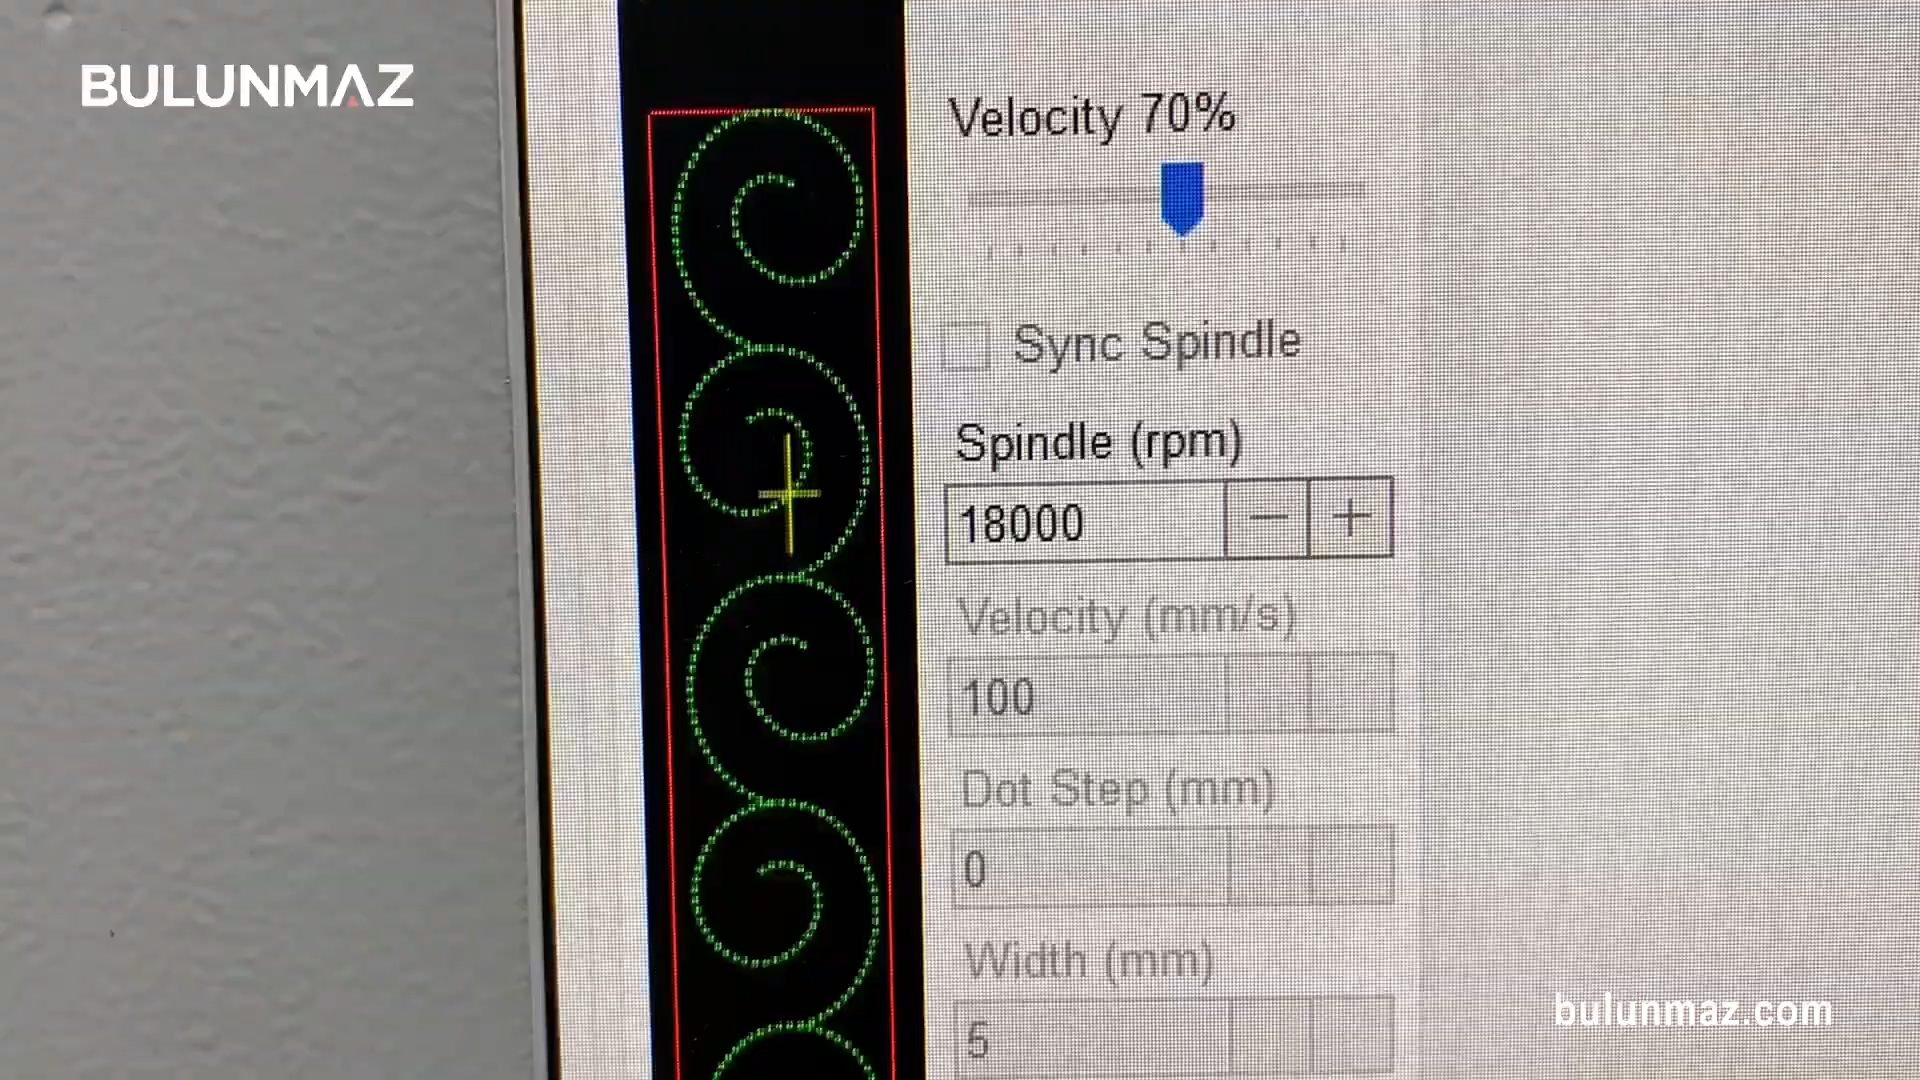 BULUNMAZ
Velocity 70%
Sync Spindle
Spindle (rpm)
18000
Velocity (mm/s)
100
Dot Step (mm)
0
Width (mm)
5
bulunmaz.com